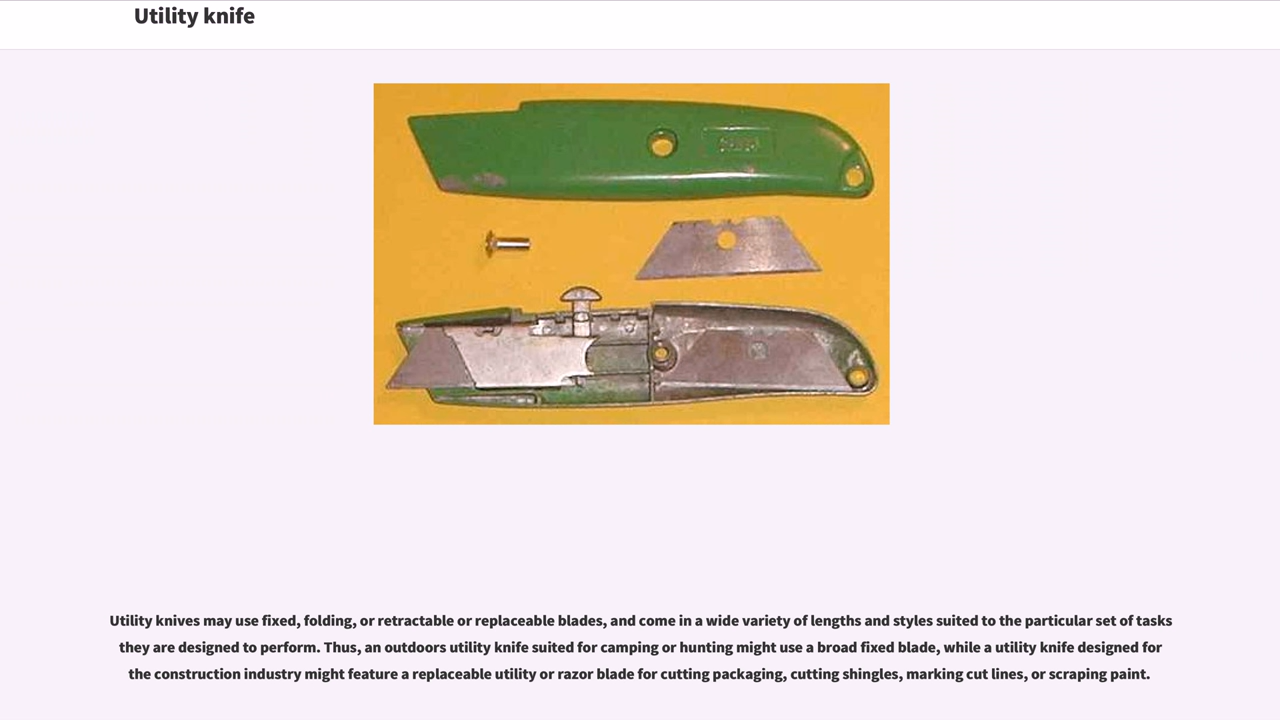 Utility knife
Utility knives may use fixed, folding, or retractable or replaceable blades, and come in a wide variety of lengths and styles suited to the particular set of tasks
they are designed to perform. Thus, an outdoors utility knife suited for camping or hunting might use a broad fixed blade, while a utility knife designed for
the construction industry might feature a replaceable utility or razor blade for cutting packaging, cutting shingles, marking cut lines, or scraping paint.